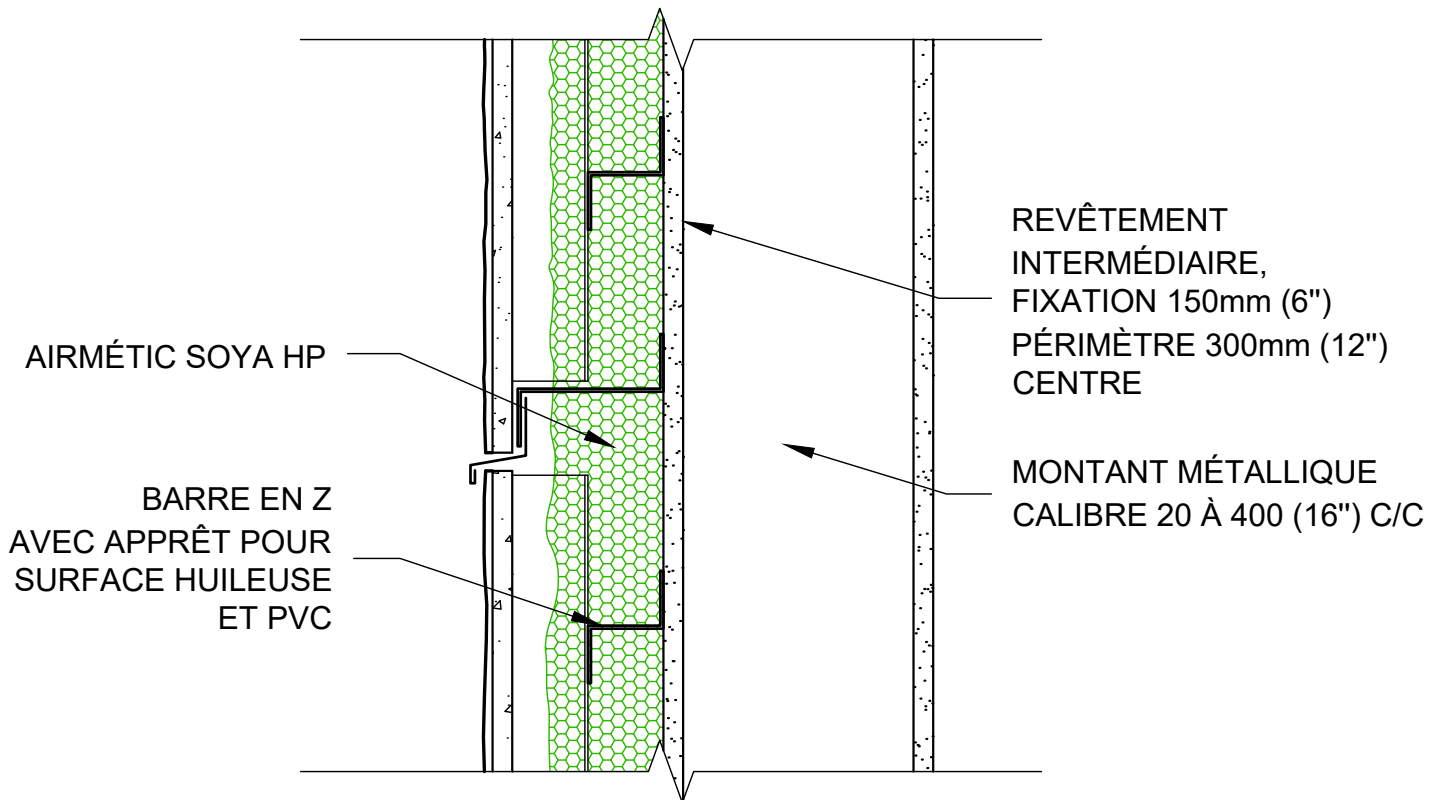 REVÊTEMENT
INTERMÉDIAIRE,
FIXATION 150mm (6")
PÉRIMÈTRE 300mm (12")
CENTRE
AIRMÉTIC SOYA HP
MONTANT MÉTALLIQUE
CALIBRE 20 À 400 (16") C/C
BARRE EN Z
AVEC APPRÊT POUR
SURFACE HUILEUSE
ET PVC